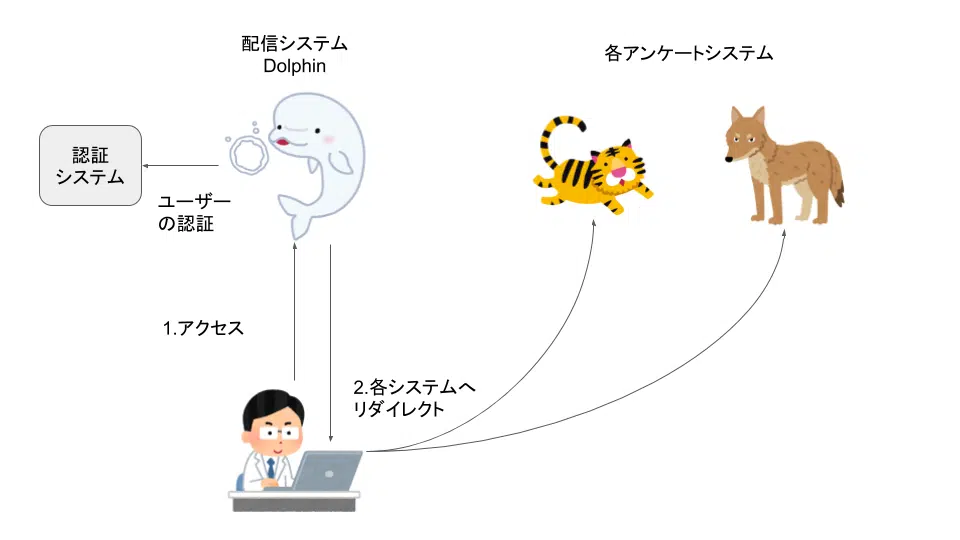 配信システム
Dolphin
各アンケートシステム
認証
システム
ユーザー
の認証
1.アクセス
2.各システムへ
リダイレクト